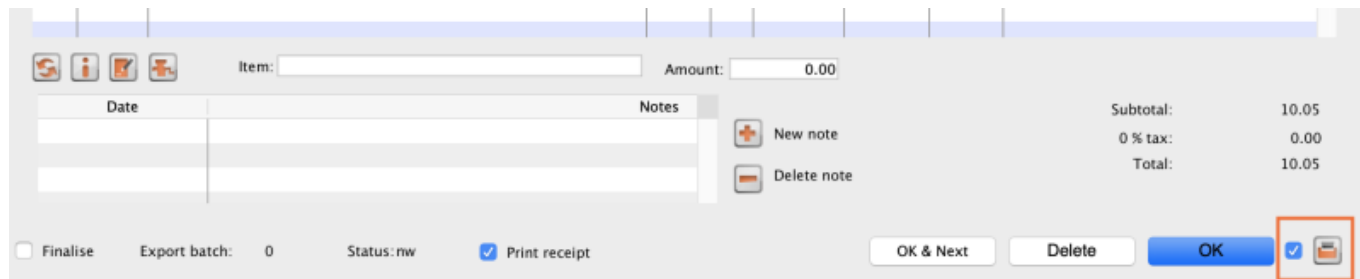 Item: Amount: 0.00
Date Notes
Subtotal: 10.05
New note
0 % tax: 0.00
Total: 10.05
Delete note
Finalise Export batch: 0 Status: nw Print receipt OK & Next Delete OK